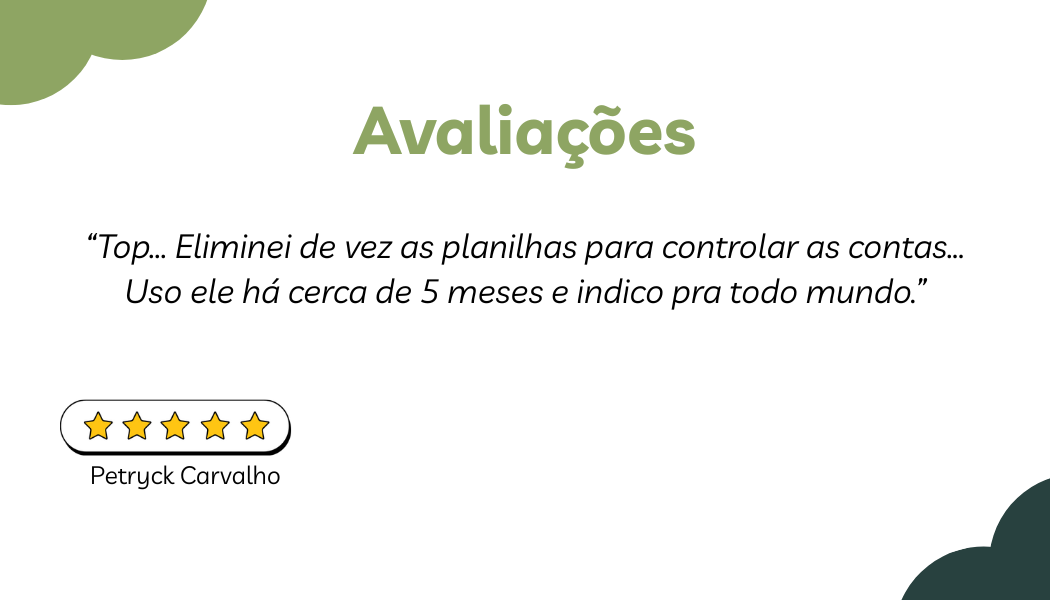 Avaliações
“Top... Eliminei de vez as planilhas para controlar as contas...
Uso ele há cerca de 5 meses e indico pra todo mundo.”
Petryck Carvalho